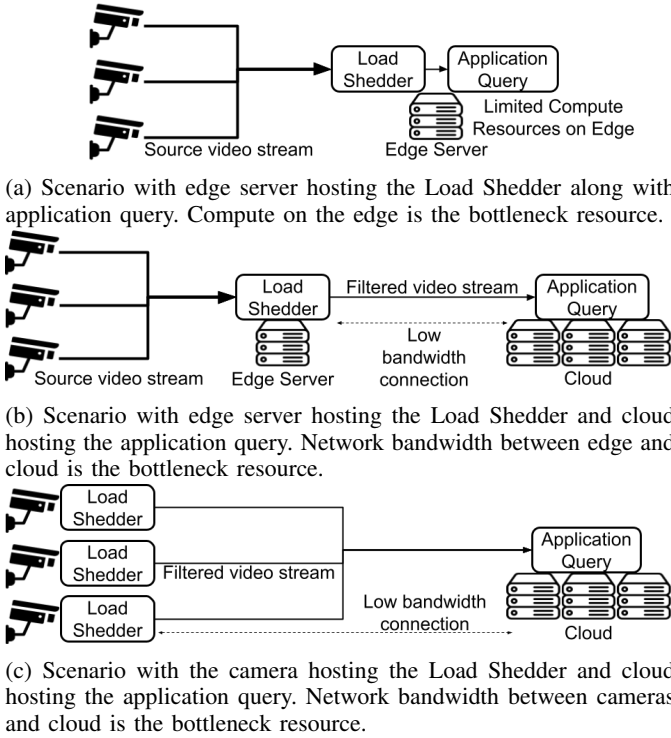 Load
Shedder
Application
Query
Limited Compute
Resources on Edge
Source video stream
Edge Server
(a) Scenario with edge server hosting the Load Shedder along with
application query. Compute on the edge is the bottleneck resource.
Load
Shedder
Filtered video stream
Application
Query
Low
bandwidth
connection
Source video stream
Edge Server
Cloud
(b) Scenario with edge server hosting the Load Shedder and cloud
hosting the application query. Network bandwidth between edge and
cloud is the bottleneck resource.
Load
Shedder
Load
Shedder
Filtered video stream
Application
Query
Load
Shedder
Low bandwidth
connection
Cloud
(c) Scenario with the camera hosting the Load Shedder and cloud
hosting the application query. Network bandwidth between cameras
and cloud is the bottleneck resource.